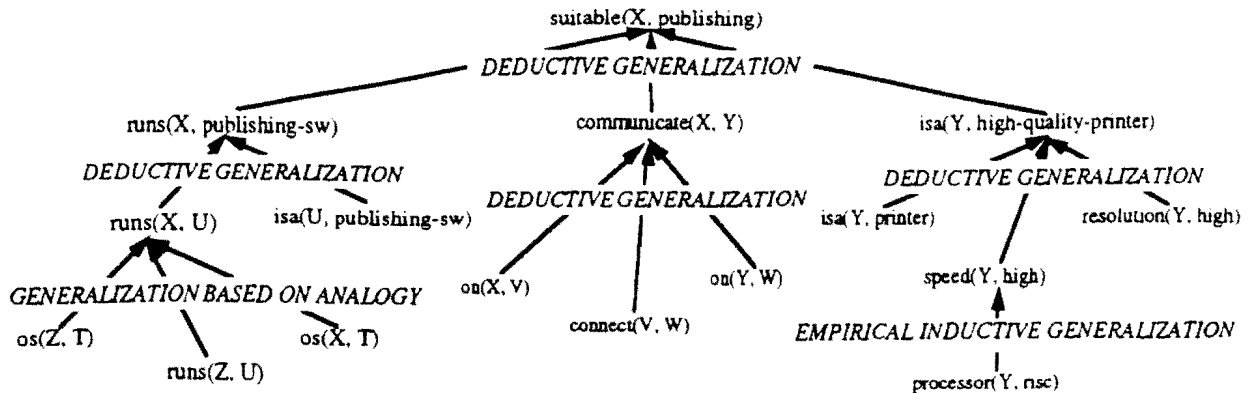 suitable(X, publishing)
DEDUCTIVE GENERALIZATION
runs(X, publishing-sw)
communicate(X, Y)
isa(Y, high-quality-printer)
DEDUCTIVE GENERALIZATION
DEDUCTIVE GENERALIZATION
DEDUCTIVE GENERALIZATION
runs(X, U)
isa(U, publishing-sw)
isa(Y, printer)
resolution(Y, high)
on(X, V)
on(Y, W)
speed(Y, high)
GENERALIZATION BASED ON ANALOGY
os(Z, T)
os(X, T)
connect(V, W)
EMPIRICAL INDUCTIVE GENERALIZATION
runs(Z, U)
processor(Y, risc)